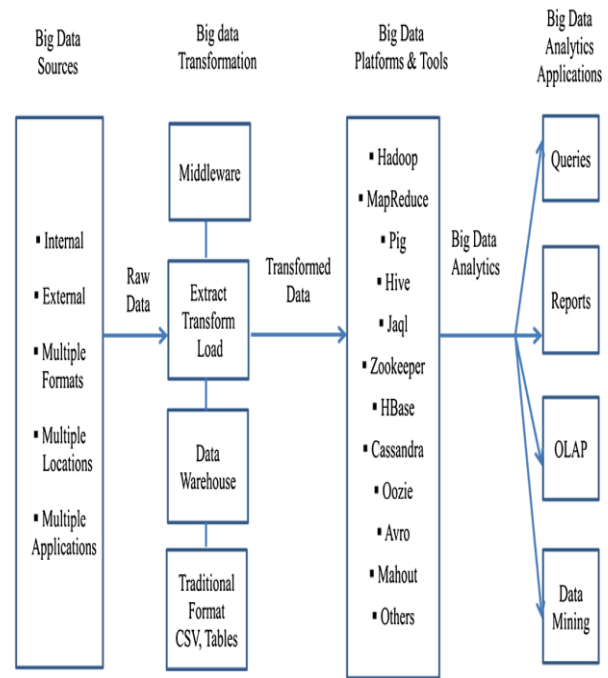 Big Data
Sources
Big data
Transformation
Big Data
Platforms & Tools
Big Data
Analytics
Applications
▪ Internal
▪ External
▪ Multiple
Formats
▪ Multiple
Locations
▪ Multiple
Applications
Raw
Data
Middleware
Extract
Transform
Load
Data
Warehouse
Traditional
Format
CSV, Tables
Transformed
Data
▪ Hadoop
▪ MapReduce
▪ Pig
▪ Hive
▪ Jaql
▪ Zookeeper
▪ HBase
▪ Cassandra
▪ Oozie
▪ Avro
▪ Mahout
▪ Others
Big Data
Analytics
Queries
Reports
OLAP
Data
Mining